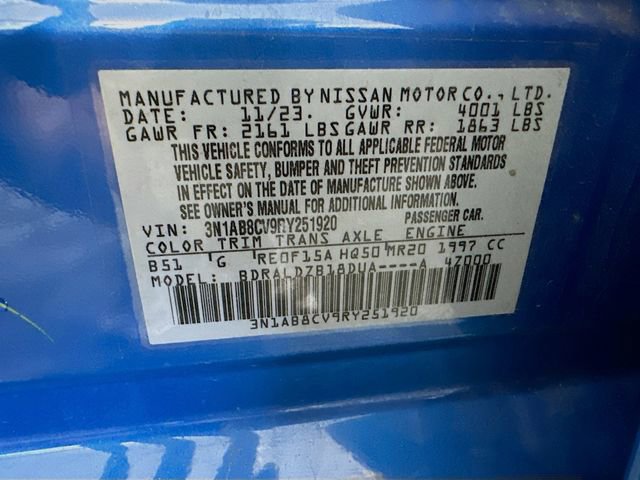 MANUFACTURED BY NISSAN MOTOR CO., LTD.
DATE: 11/23. GVWR: 4001 LBS
GAWR FR: 2161 LBS GAWR RR: 1863 LBS
THIS VEHICLE CONFORMS TO ALL APPLICABLE FEDERAL MOTOR
VEHICLE SAFETY, BUMPER AND THEFT PREVENTION STANDARDS
IN EFFECT ON THE DATE OF MANUFACTURE SHOWN ABOVE.
SEE OWNER'S MANUAL FOR ADDITIONAL INFORMATION
VIN: 3N1AB8CV9RY251920 PASSENGER CAR.
COLOR TRIM TRANS AXLE ENGINE
B51 G RE0F15A HQ50 MR20 1997 CC
MODEL: BDRALDZB18DUA----A 47000
3N1AB8CV9RY251920